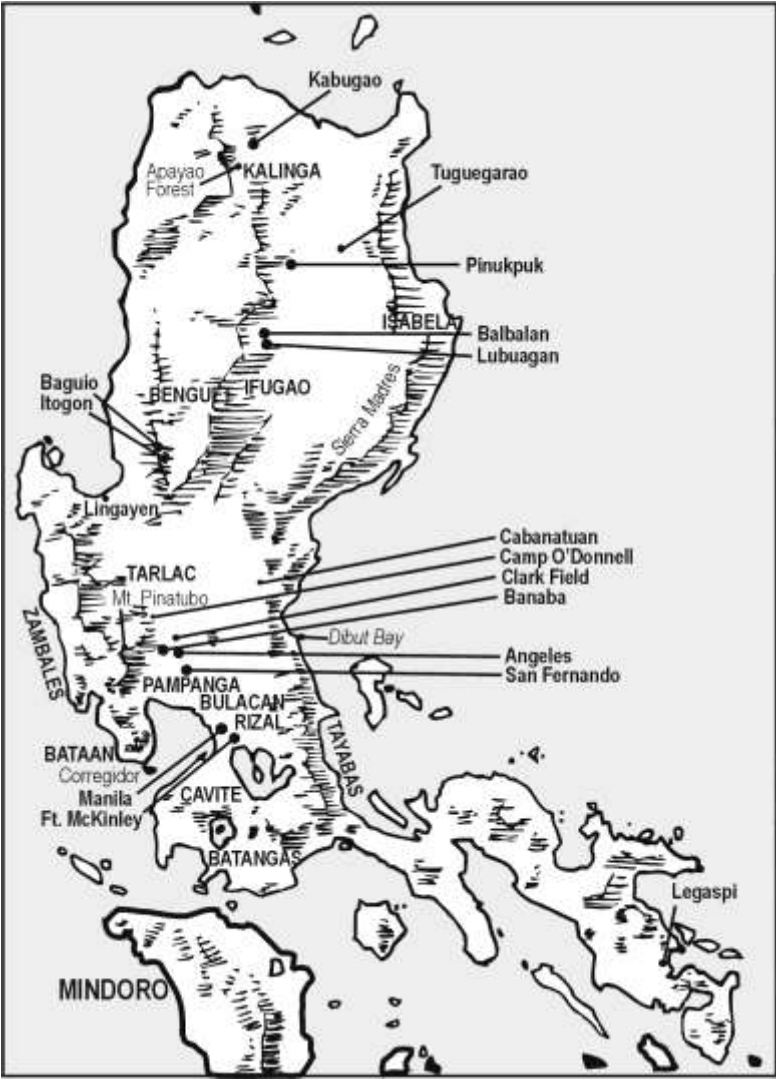 Kabugao
Apayao
Forest
KALINGA
Tuguegarao
Pinukpuk
ISABELA
Balbalan
Lubuagan
Baguio
Itogon
BENGUET
IFUGAO
Sierra Madres
Lingayen
Cabanatuan
Camp O'Donnell
Clark Field
Banaba
TARLAC
Mt. Pinatubo
ZAMBALES
Dibut Bay
Angeles
San Fernando
PAMPANGA
BULACAN
RIZAL
TAYABAS
BATAAN
Corregidor
Manila
Ft. McKinley
CAVITE
BATANGAS
Legaspi
MINDORO